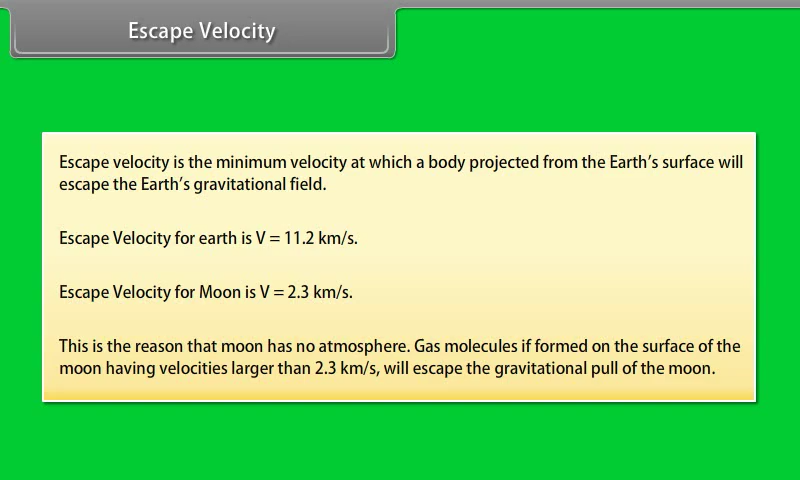 Escape Velocity
Escape velocity is the minimum velocity at which a body projected from the Earth's surface will
escape the Earth's gravitational field.
Escape Velocity for earth is V = 11.2 km/s.
Escape Velocity for Moon is V = 2.3 km/s.
This is the reason that moon has no atmosphere. Gas molecules if formed on the surface of the
moon having velocities larger than 2.3 km/s, will escape the gravitational pull of the moon.